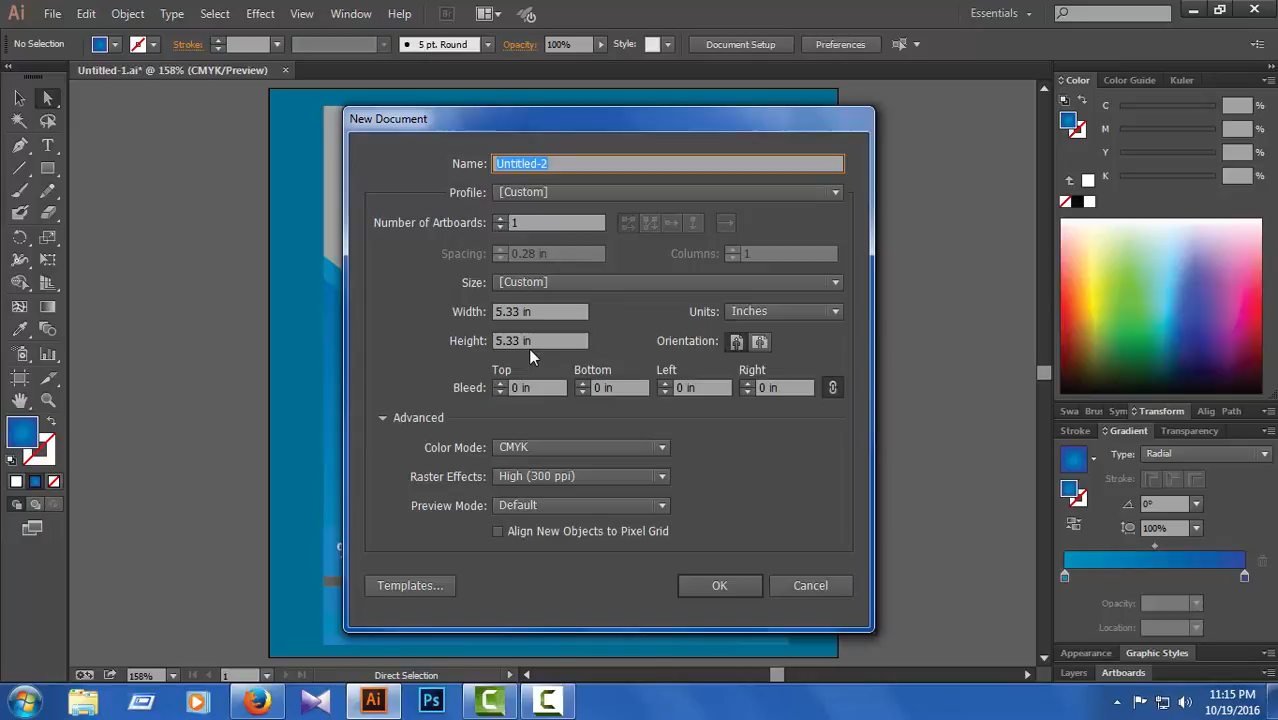 Ai File Edit Object Type Select Effect View Window Help Br Essentials
No Selection Stroke: 5 pt. Round Opacity: 100% Style: Document Setup Preferences
Untitled-1.ai* @ 158% (CMYK/Preview)
Color Color Guide Kuler
C %
M %
Y %
K %
New Document
Name: Untitled-2
Profile: [Custom]
Number of Artboards: 1
Spacing: 0.28 in Columns: 1
Size: [Custom]
Width: 5.33 in Units: Inches
Height: 5.33 in Orientation:
Top Bottom Left Right
Bleed: 0 in 0 in 0 in 0 in
Advanced
Color Mode: CMYK
Raster Effects: High (300 ppi)
Preview Mode: Default
Align New Objects to Pixel Grid
Templates... OK Cancel
Swa Brus Sym Transform Alig Path
Stroke Gradient Transparency
Type: Radial
Stroke:
0°
100%
Opacity:
Location:
Appearance Graphic Styles
Layers Artboards
158% 1 Direct Selection
Ai Ps C C
11:15 PM
10/19/2016